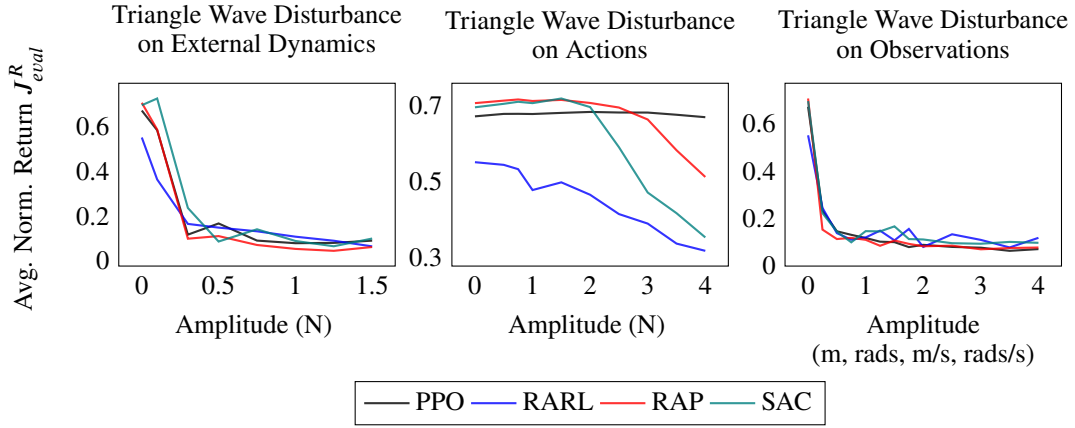 Triangle Wave Disturbance
on External Dynamics
Triangle Wave Disturbance
on Actions
Triangle Wave Disturbance
on Observations
Avg. Norm. Return J^R_eval
0.6
0.4
0.2
0
0 0.5 1 1.5
Amplitude (N)
0.7
0.5
0.3
0 1 2 3 4
Amplitude (N)
0.6
0.4
0.2
0
0 1 2 3 4
Amplitude
(m, rads, m/s, rads/s)
PPO RARL RAP SAC